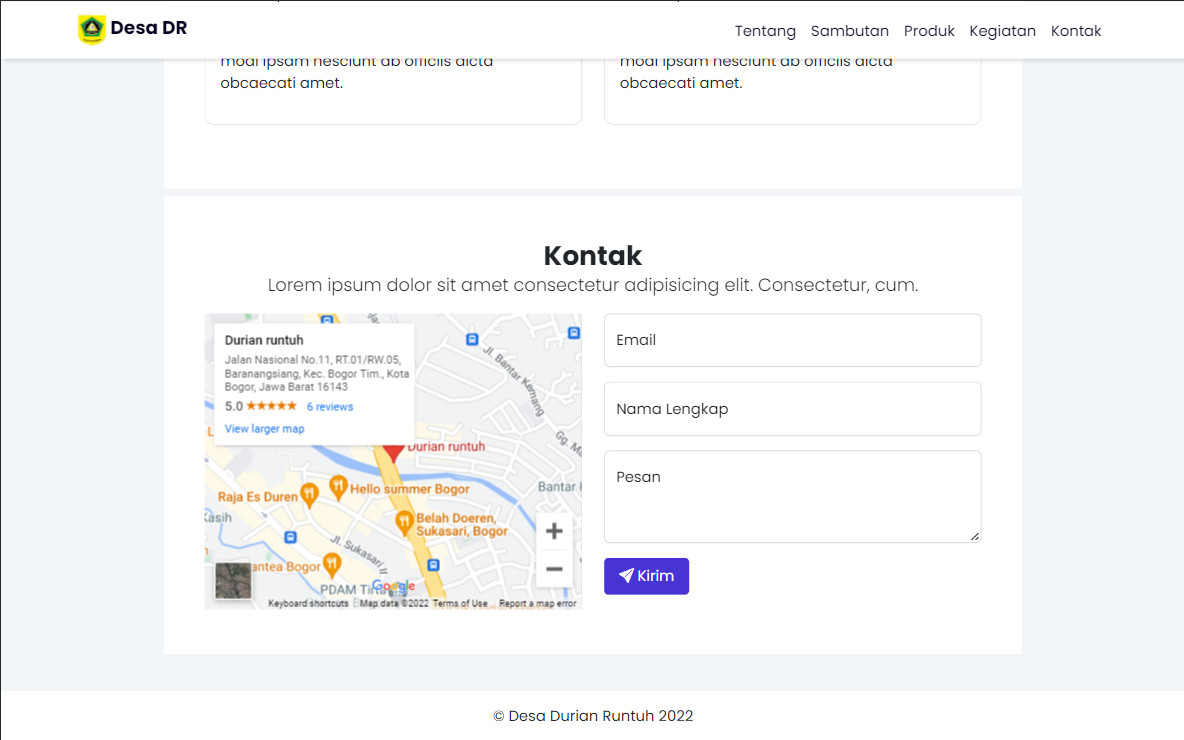 Desa DR
Tentang Sambutan Produk Kegiatan Kontak
modi ipsam nesciunt ab officiis dicta
obcaecati amet.
modi ipsam nesciunt ab officiis dicta
obcaecati amet.
Kontak
Lorem ipsum dolor sit amet consectetur adipisicing elit. Consectetur, cum.
Durian runtuh
Jalan Nasional No.11, RT.01/RW.05,
Baranangsiang, Kec. Bogor Tim., Kota
Bogor, Jawa Barat 16143
5.0 ★★★★★ 6 reviews
View larger map
Jl. Bantar Kemang
Gg. M
Durian runtuh
Raja Es Duren
Hello summer Bogor
Bantar
Kasih
Belah Doeren,
Sukasari, Bogor
Jl. Sukasari II
antea Bogor
PDAM Tirta
Google
Keyboard shortcuts
Map data ©2022
Terms of Use
Report a map error
Email
Nama Lengkap
Pesan
Kirim
© Desa Durian Runtuh 2022